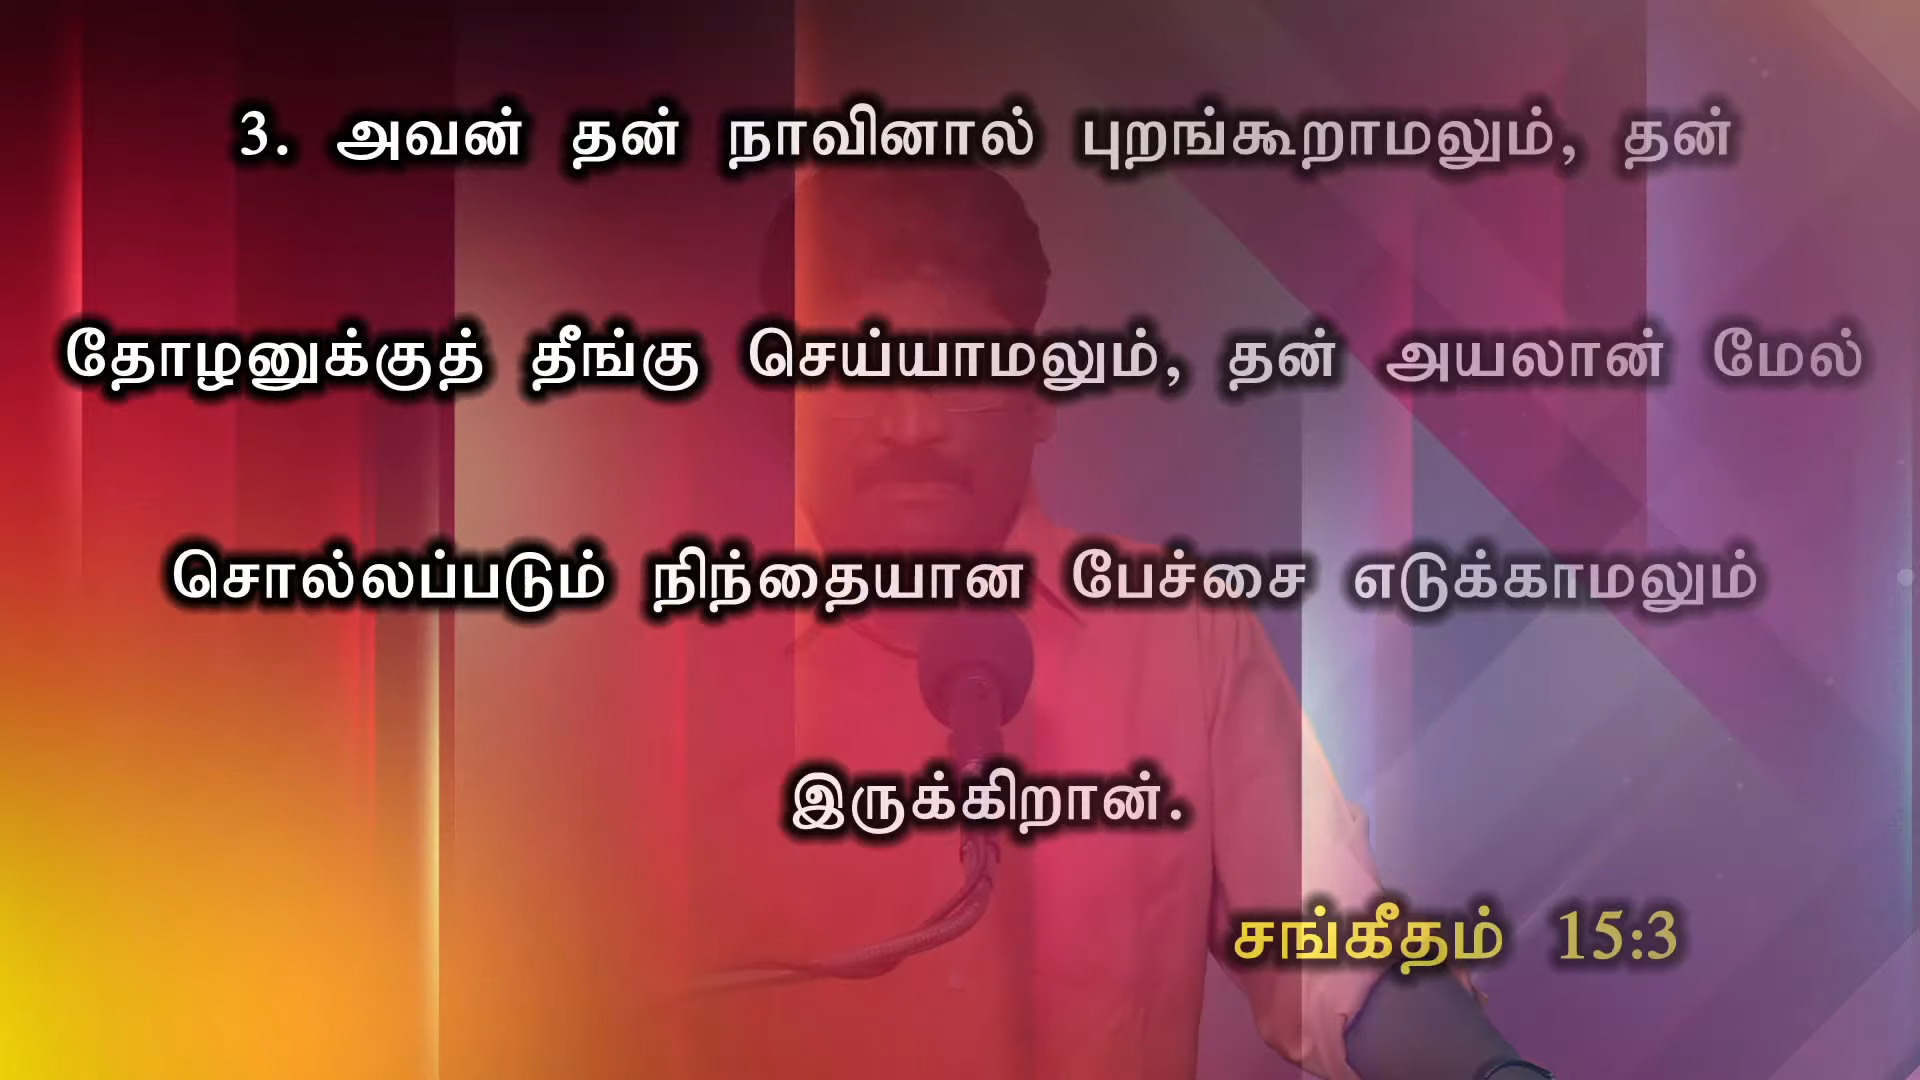 3. அவன் தன் நாவினால் புறங்கூறாமலும், தன்
தோழனுக்குத் தீங்கு செய்யாமலும், தன் அயலான் மேல்
சொல்லப்படும் நிந்தையான பேச்சை எடுக்காமலும்
இருக்கிறான்.
சங்கீதம் 15:3